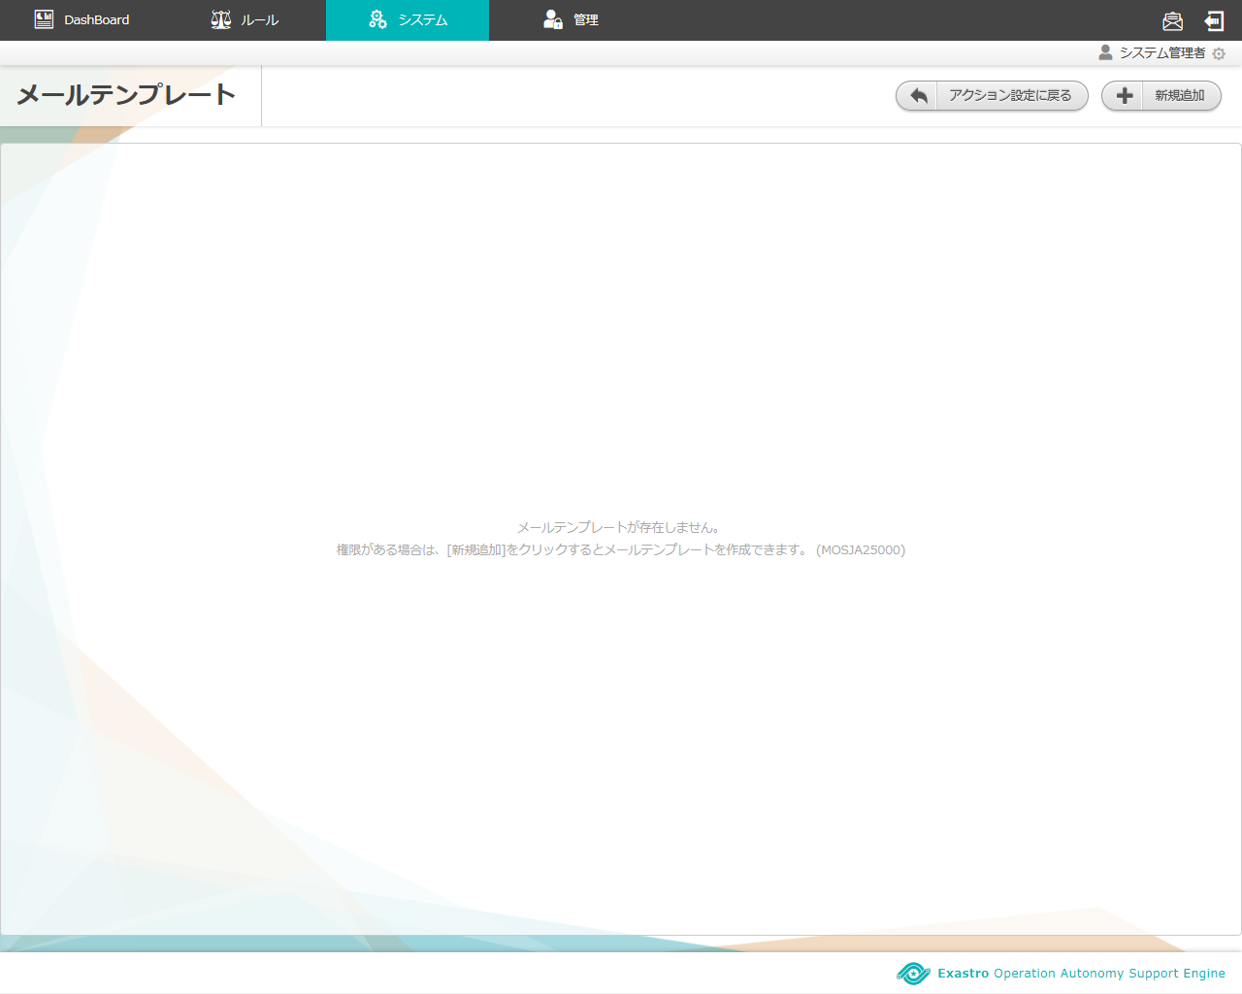 DashBoard
ルール
システム
管理
システム管理者
メールテンプレート
アクション設定に戻る
新規追加
メールテンプレートが存在しません。
権限がある場合は、[新規追加]をクリックするとメールテンプレートを作成できます。 (MOSJA25000)
Exastro Operation Autonomy Support Engine